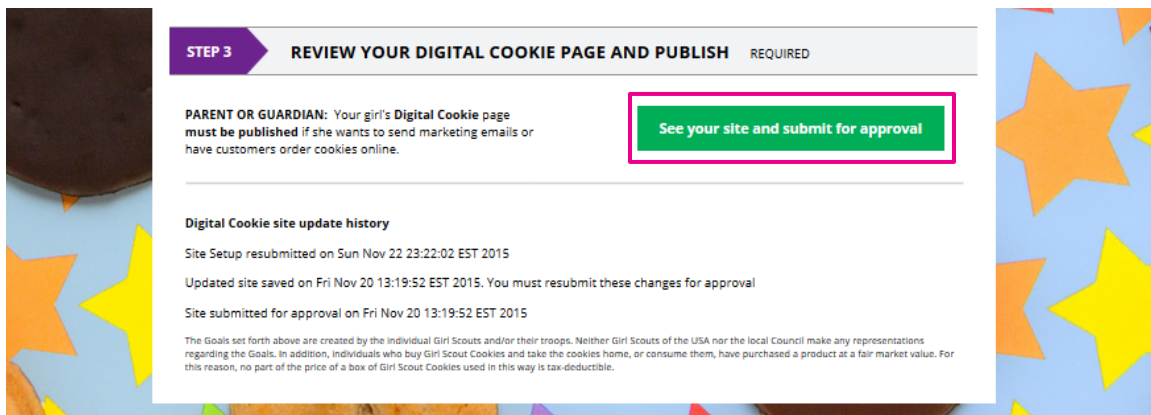 STEP 3
REVIEW YOUR DIGITAL COOKIE PAGE AND PUBLISH REQUIRED
PARENT OR GUARDIAN: Your girl's Digital Cookie page
must be published if she wants to send marketing emails or
have customers order cookies online.
See your site and submit for approval
Digital Cookie site update history
Site Setup resubmitted on Sun Nov 22 23:22:02 EST 2015
Updated site saved on Fri Nov 20 13:19:52 EST 2015. You must resubmit these changes for approval
Site submitted for approval on Fri Nov 20 13:19:52 EST 2015
The Goals set forth above are created by the individual Girl Scouts and/or their troops. Neither Girl Scouts of the USA nor the local Council make any representations
regarding the Goals. In addition, individuals who buy Girl Scout Cookies and take the cookies home, or consume them, have purchased a product at a fair market value. For
this reason, no part of the price of a box of Girl Scout Cookies used in this way is tax-deductible.